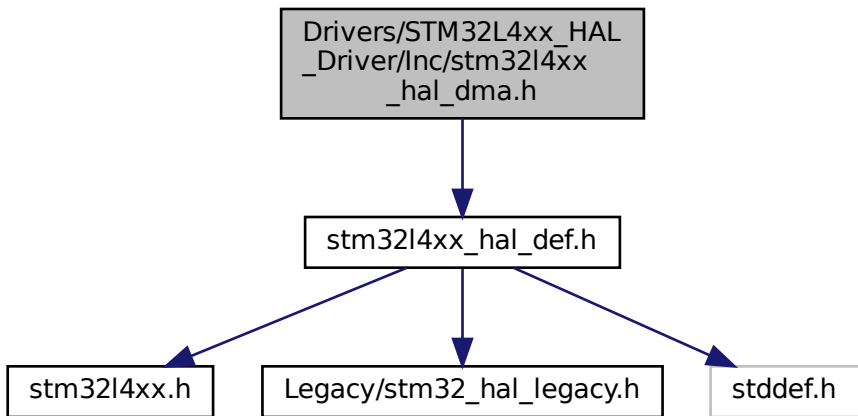 Drivers/STM32L4xx_HAL
_Driver/Inc/stm32l4xx
_hal_dma.h
stm32l4xx_hal_def.h
stm32l4xx.h
Legacy/stm32_hal_legacy.h
stddef.h